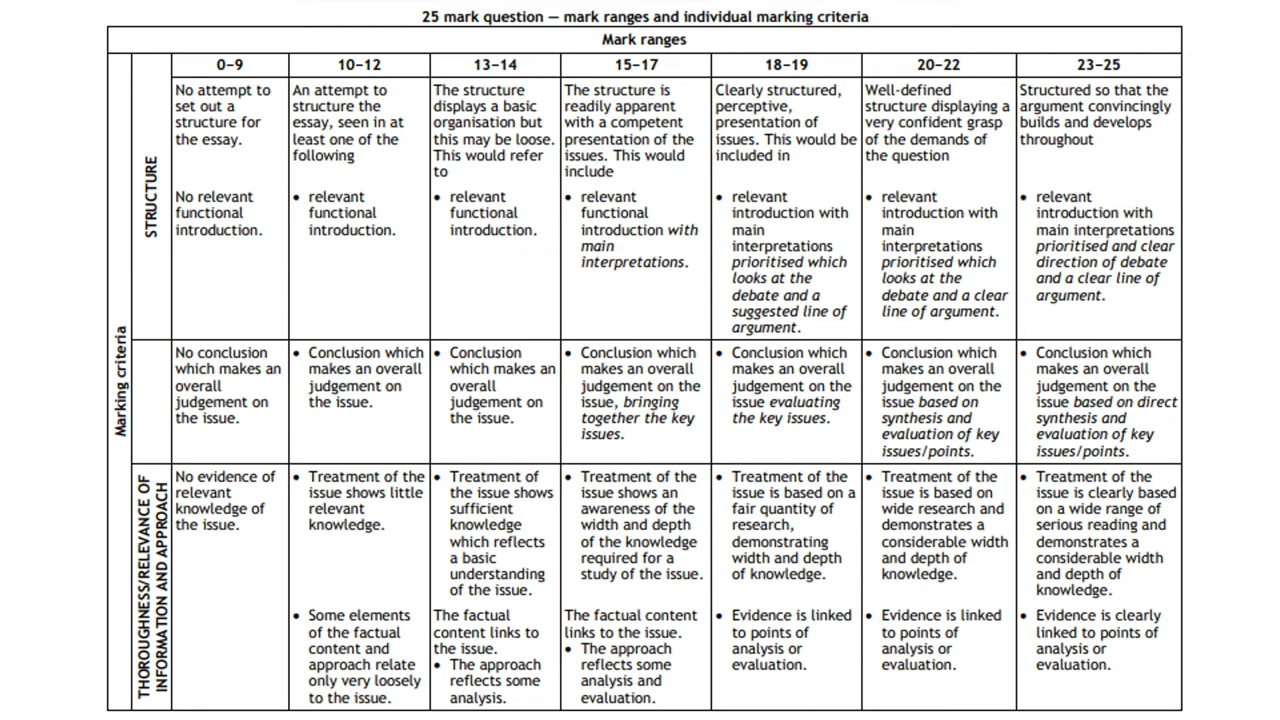 25 mark question — mark ranges and individual marking criteria
Mark ranges
0–9
10–12
13–14
15–17
18–19
20–22
23–25
Marking criteria
STRUCTURE
No attempt to
set out a
structure for
the essay.
No relevant
functional
introduction.
An attempt to
structure the
essay, seen in at
least one of the
following
• relevant
functional
introduction.
The structure
displays a basic
organisation but
this may be loose.
This would refer
to
• relevant
functional
introduction.
The structure is
readily apparent
with a competent
presentation of the
issues. This would
include
• relevant
functional
introduction with
main
interpretations.
Clearly structured,
perceptive,
presentation of
issues. This would be
included in
• relevant
introduction with
main
interpretations
prioritised which
looks at the
debate and a
suggested line of
argument.
Well-defined
structure displaying a
very confident grasp
of the demands of
the question
• relevant
introduction with
main
interpretations
prioritised which
looks at the
debate and a clear
line of argument.
Structured so that the
argument convincingly
builds and develops
throughout
• relevant
introduction with
main interpretations
prioritised and clear
direction of debate
and a clear line of
argument.
No conclusion
which makes an
overall
judgement on
the issue.
• Conclusion which
makes an overall
judgement on
the issue.
• Conclusion
which makes an
overall
judgement on
the issue.
• Conclusion which
makes an overall
judgement on the
issue, bringing
together the key
issues.
• Conclusion which
makes an overall
judgement on the
issue evaluating
the key issues.
• Conclusion which
makes an overall
judgement on the
issue based on
synthesis and
evaluation of key
issues/points.
• Conclusion which
makes an overall
judgement on the
issue based on direct
synthesis and
evaluation of key
issues/points.
THOROUGHNESS/RELEVANCE OF
INFORMATION AND APPROACH
No evidence of
relevant
knowledge of
the issue.
• Treatment of the
issue shows little
relevant
knowledge.
• Some elements
of the factual
content and
approach relate
only very loosely
to the issue.
• Treatment of
the issue shows
sufficient
knowledge
which reflects
a basic
understanding
of the issue.
The factual
content links to
the issue.
• The approach
reflects some
analysis.
• Treatment of the
issue shows an
awareness of the
width and depth
of the knowledge
required for a
study of the issue.
The factual content
links to the issue.
• The approach
reflects some
analysis and
evaluation.
• Treatment of the
issue is based on a
fair quantity of
research,
demonstrating
width and depth
of knowledge.
• Evidence is linked
to points of
analysis or
evaluation.
• Treatment of the
issue is based on
wide research and
demonstrates a
considerable width
and depth of
knowledge.
• Evidence is linked
to points of
analysis or
evaluation.
• Treatment of the
issue is clearly based
on a wide range of
serious reading and
demonstrates a
considerable width
and depth of
knowledge.
• Evidence is clearly
linked to points of
analysis or
evaluation.